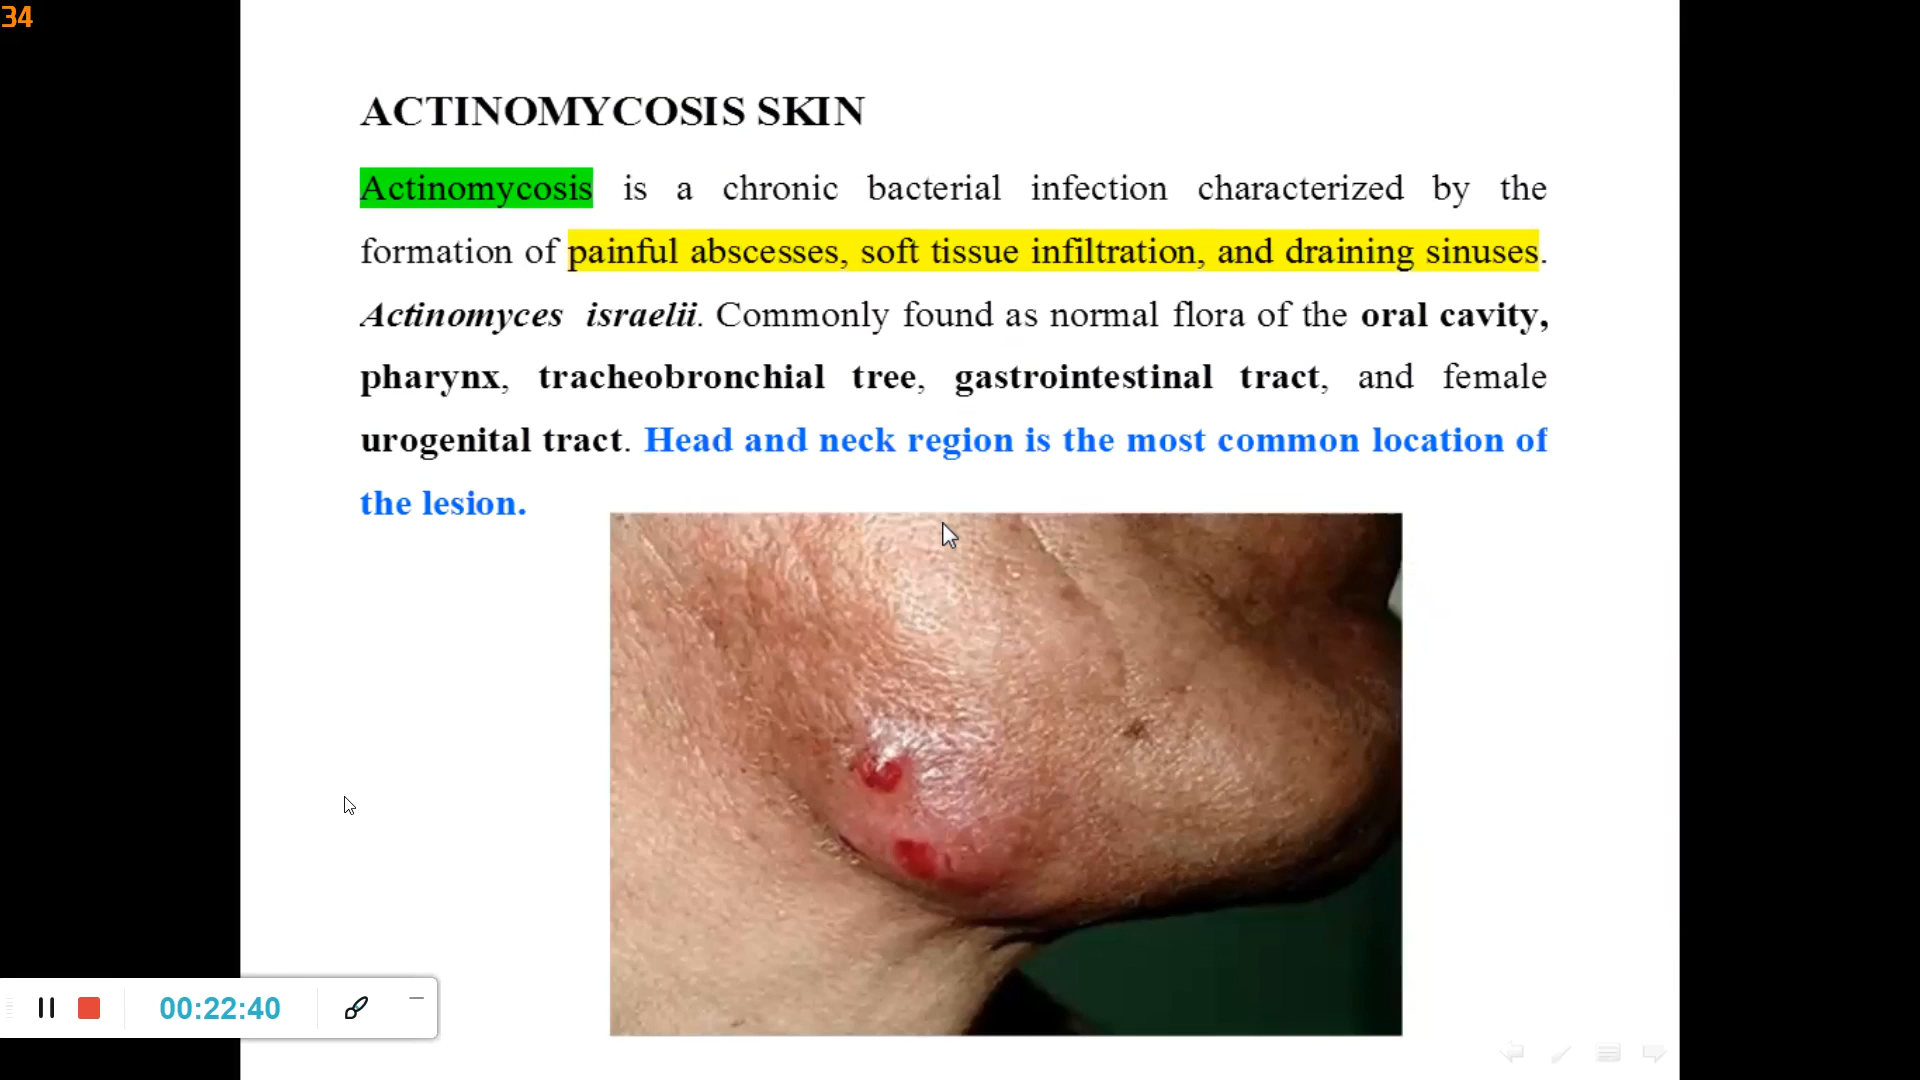 34
ACTINOMYCOSIS SKIN
Actinomycosis is a chronic bacterial infection characterized by the
formation of painful abscesses, soft tissue infiltration, and draining sinuses.
Actinomyces israelii. Commonly found as normal flora of the oral cavity,
pharynx, tracheobronchial tree, gastrointestinal tract, and female
urogenital tract. Head and neck region is the most common location of
the lesion.
00:22:40